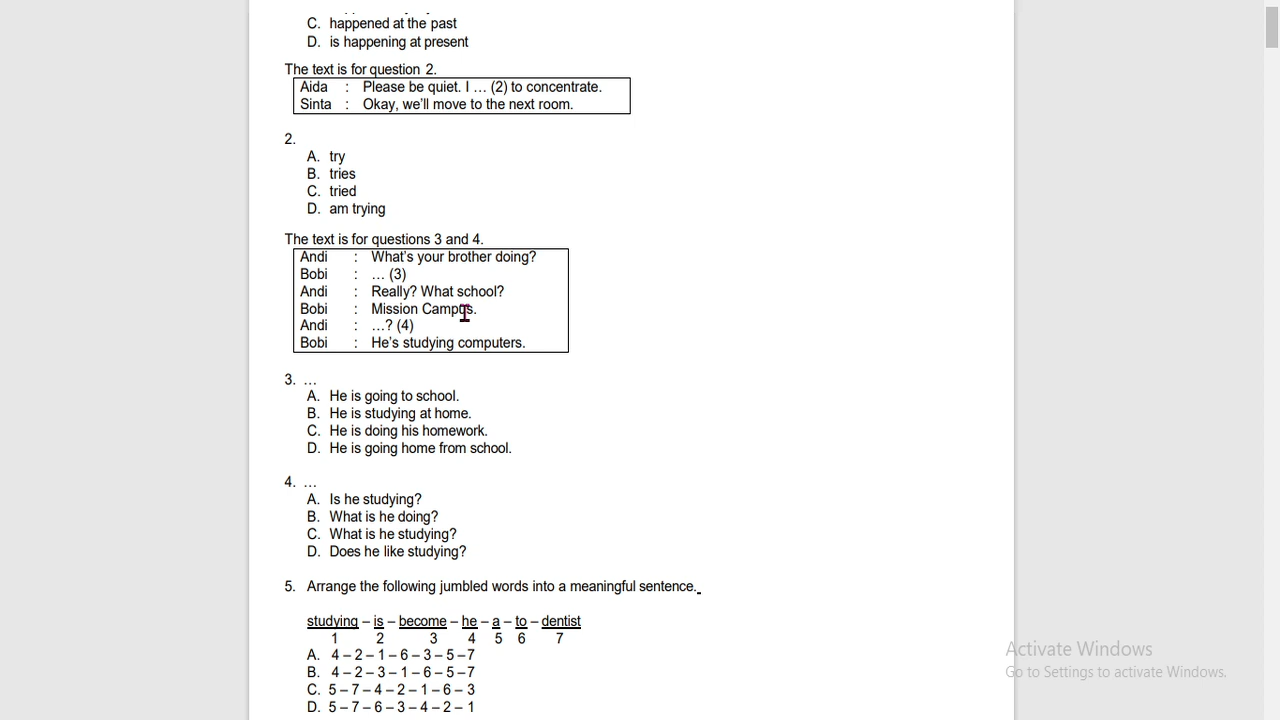 C. happened at the past
D. is happening at present
The text is for question 2.
Aida : Please be quiet. I ... (2) to concentrate.
Sinta : Okay, we'll move to the next room.
2.
A. try
B. tries
C. tried
D. am trying
The text is for questions 3 and 4.
Andi : What's your brother doing?
Bobi : ... (3)
Andi : Really? What school?
Bobi : Mission Campus.
Andi : ...? (4)
Bobi : He's studying computers.
3. ...
A. He is going to school.
B. He is studying at home.
C. He is doing his homework.
D. He is going home from school.
4. ...
A. Is he studying?
B. What is he doing?
C. What is he studying?
D. Does he like studying?
5. Arrange the following jumbled words into a meaningful sentence.
studying – is – become – he – a – to – dentist
1 2 3 4 5 6 7
A. 4 – 2 – 1 – 6 – 3 – 5 – 7
B. 4 – 2 – 3 – 1 – 6 – 5 – 7
C. 5 – 7 – 4 – 2 – 1 – 6 – 3
D. 5 – 7 – 6 – 3 – 4 – 2 – 1
Activate Windows
Go to Settings to activate Windows.